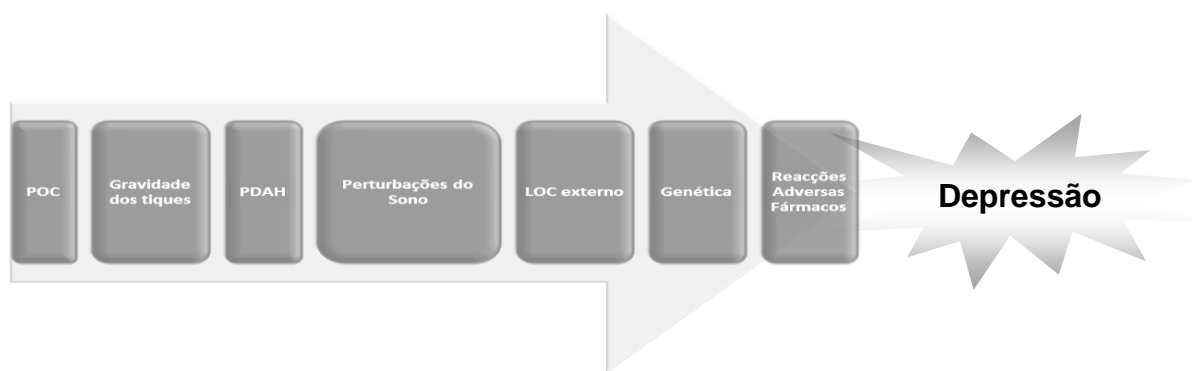 POC
Gravidade
dos tiques
PDAH
Perturbações do
Sono
LOC externo
Genética
Reacções
Adversas
Fármacos
Depressão